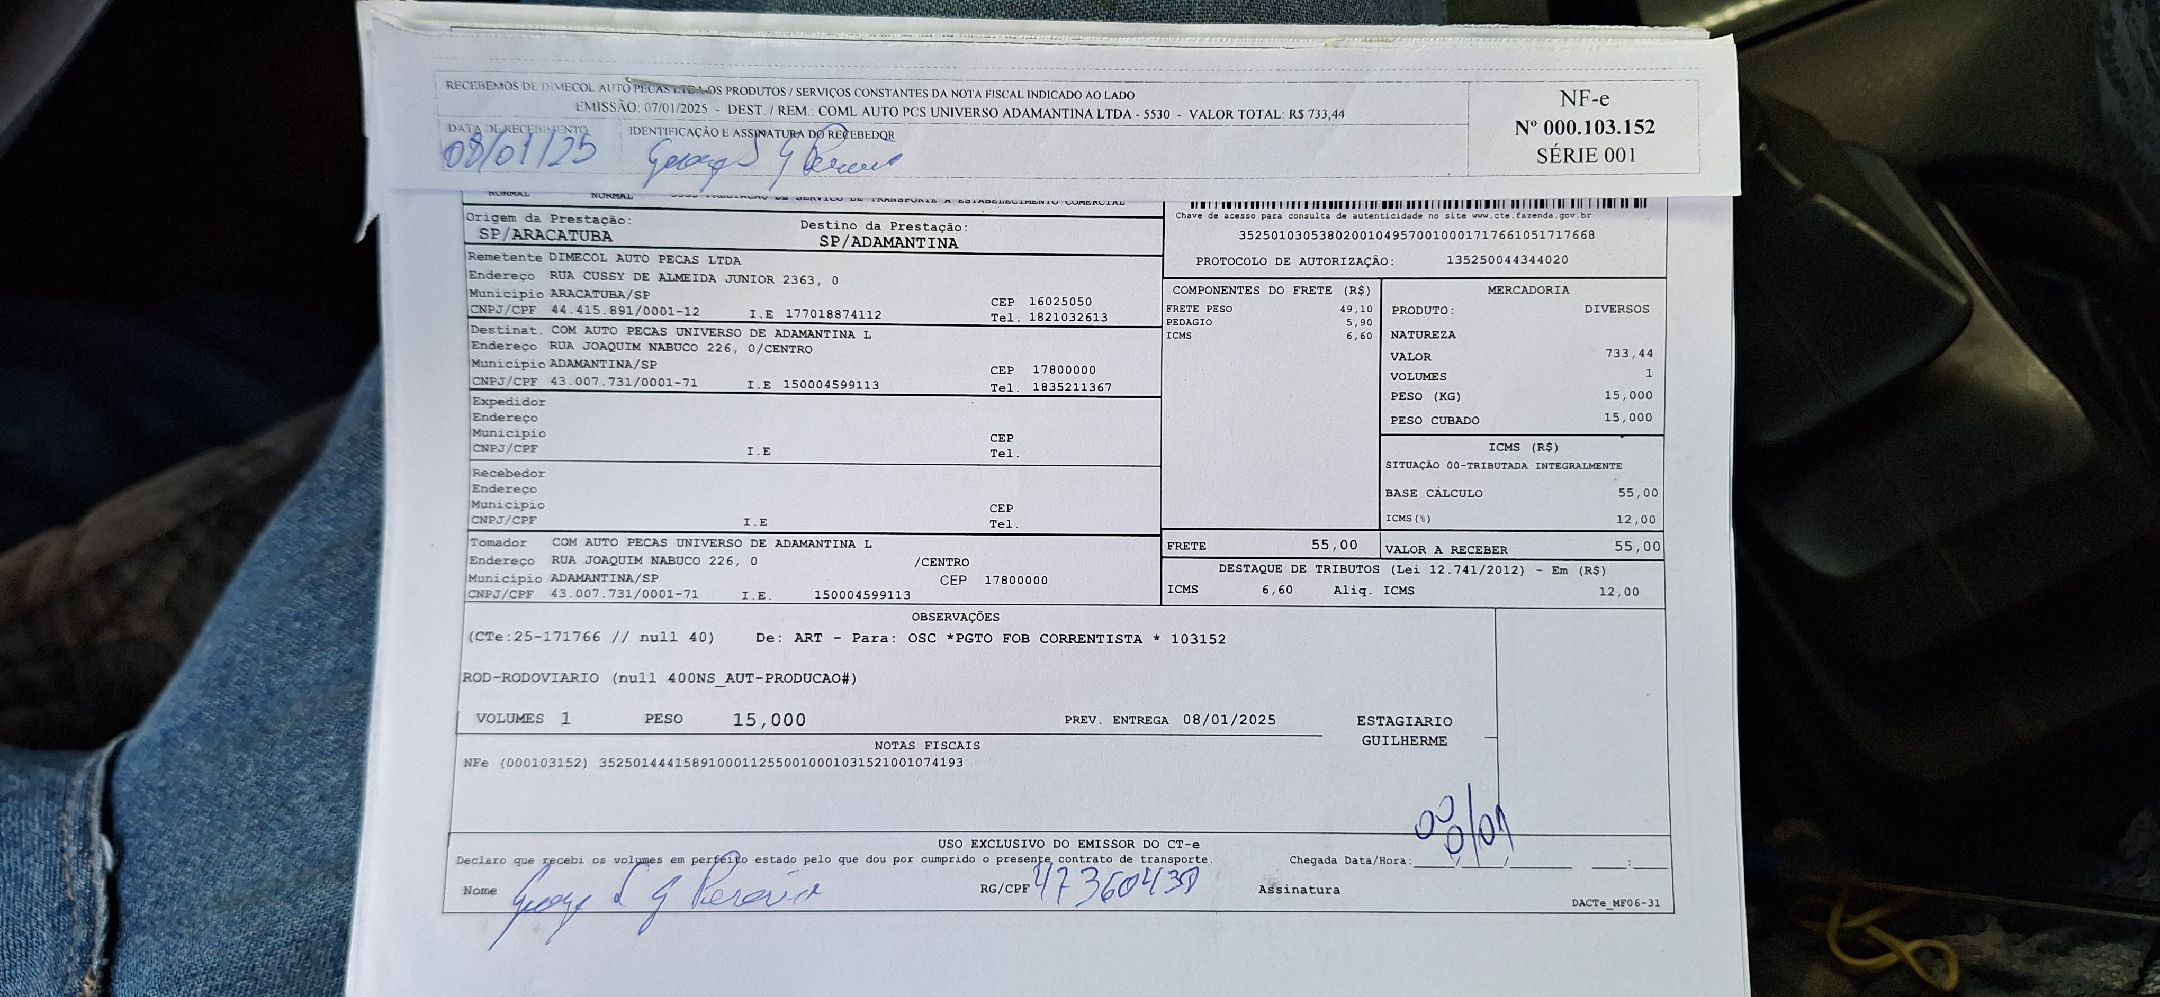 RECEBEMOS DE DIMECOL AUTO PECAS LTDA OS PRODUTOS / SERVIÇOS CONSTANTES DA NOTA FISCAL INDICADO AO LADO
EMISSÃO: 07/01/2025 - DEST. / REM.: COML AUTO PCS UNIVERSO ADAMANTINA LTDA - 5530 - VALOR TOTAL: R$ 733,44
DATA DE RECEBIMENTO
IDENTIFICAÇÃO E ASSINATURA DO RECEBEDOR
08/01/25
NF-e
Nº 000.103.152
SÉRIE 001
NORMAL NORMAL
PRESTAÇÃO DE SERVIÇO DE TRANSPORTE A ESTABELECIMENTO COMERCIAL
Origem da Prestação:
SP/ARACATUBA
Destino da Prestação:
SP/ADAMANTINA
Chave de acesso para consulta de autenticidade no site www.cte.fazenda.gov.br
35250103053802001049570010001717661051717668
PROTOCOLO DE AUTORIZAÇÃO: 135250044344020
Remetente DIMECOL AUTO PECAS LTDA
Endereço RUA CUSSY DE ALMEIDA JUNIOR 2363, 0
Município ARACATUBA/SP CEP 16025050
CNPJ/CPF 44.415.891/0001-12 I.E 177018874112 Tel. 1821032613
Destinat. COM AUTO PECAS UNIVERSO DE ADAMANTINA L
Endereço RUA JOAQUIM NABUCO 226, 0/CENTRO
Município ADAMANTINA/SP CEP 17800000
CNPJ/CPF 43.007.731/0001-71 I.E 150004599113 Tel. 1835211367
Expedidor
Endereço
Município CEP
CNPJ/CPF I.E Tel.
Recebedor
Endereço
Município CEP
CNPJ/CPF I.E Tel.
Tomador COM AUTO PECAS UNIVERSO DE ADAMANTINA L
Endereço RUA JOAQUIM NABUCO 226, 0 /CENTRO
Município ADAMANTINA/SP CEP 17800000
CNPJ/CPF 43.007.731/0001-71 I.E. 150004599113
COMPONENTES DO FRETE (R$)
FRETE PESO 49,10
PEDAGIO 5,90
ICMS 6,60
MERCADORIA
PRODUTO: DIVERSOS
NATUREZA
VALOR 733,44
VOLUMES 1
PESO (KG) 15,000
PESO CUBADO 15,000
ICMS (R$)
SITUAÇÃO 00-TRIBUTADA INTEGRALMENTE
BASE CÁLCULO 55,00
ICMS(%) 12,00
FRETE 55,00
VALOR A RECEBER 55,00
DESTAQUE DE TRIBUTOS (Lei 12.741/2012) - Em (R$)
ICMS 6,60 Aliq. ICMS 12,00
OBSERVAÇÕES
(CTe:25-171766 // null 40) De: ART - Para: OSC *PGTO FOB CORRENTISTA * 103152
ROD-RODOVIARIO (null 400NS_AUT-PRODUCAO#)
VOLUMES 1 PESO 15,000 PREV. ENTREGA 08/01/2025
ESTAGIARIO
GUILHERME
NOTAS FISCAIS
NFe (000103152) 35250144415891000112550010001031521001074193
USO EXCLUSIVO DO EMISSOR DO CT-e
Declaro que recebi os volumes em perfeito estado pelo que dou por cumprido o presente contrato de transporte.
Chegada Data/Hora: / / :
Nome
RG/CPF
Assinatura
DACTe_MF06-31